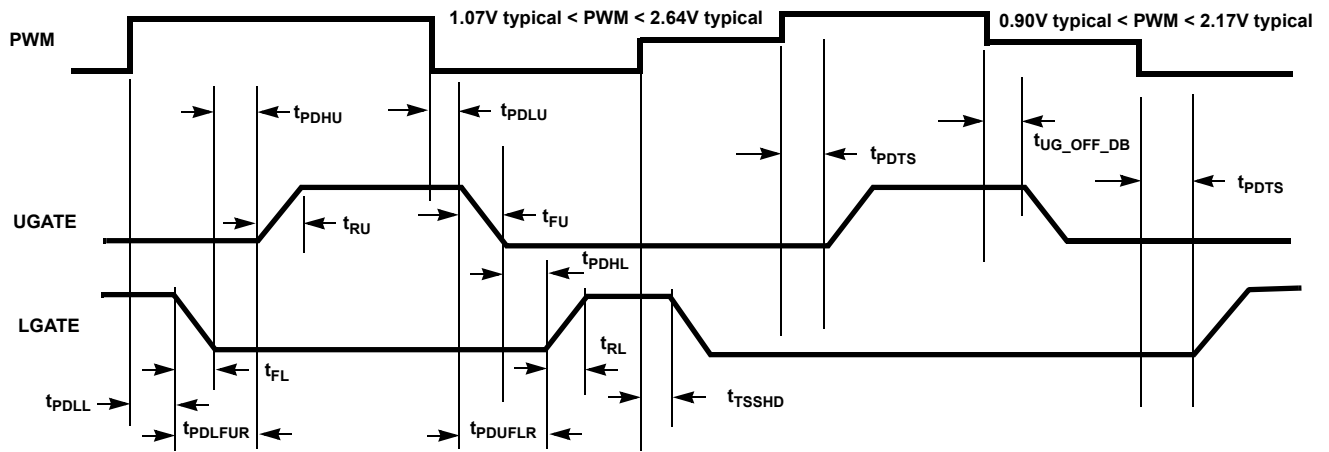 1.07V typical < PWM < 2.64V typical
0.90V typical < PWM < 2.17V typical
PWM
tPDHU
tPDLU
tUG_OFF_DB
tPDTS
tPDTS
UGATE
tRU
tFU
tPDHL
LGATE
tRL
tFL
tPDLL
tTSSHD
tPDLFUR
tPDUFLR